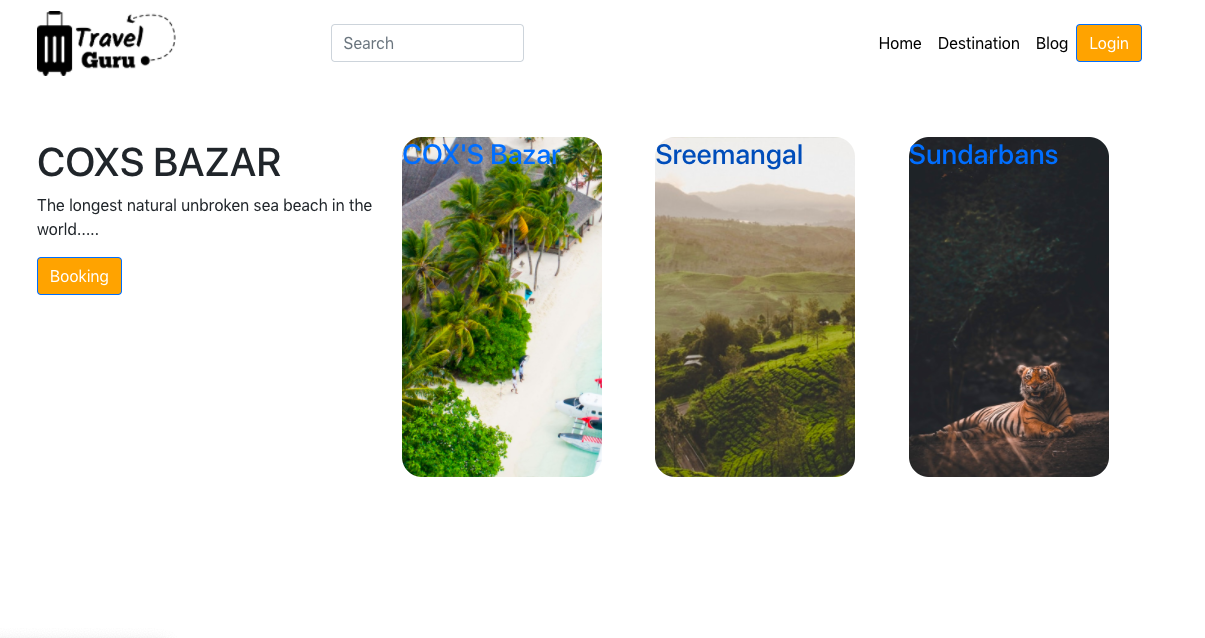 Travel
Guru
Search
Home Destination Blog Login
COXS BAZAR
The longest natural unbroken sea beach in the
world.....
Booking
COX'S Bazar
Sreemangal
Sundarbans